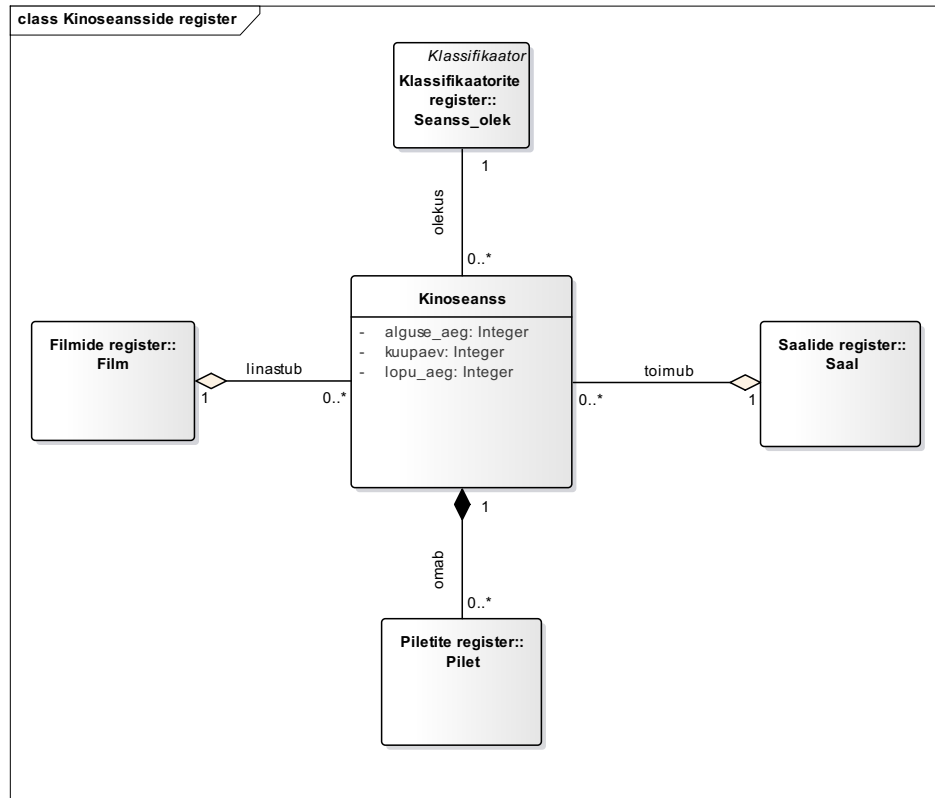 class Kinoseansside register
Klassifikaator
Klassifikaatorite
register::
Seanss_olek
1
olekus
0..*
Kinoseanss
- alguse_aeg: Integer
- kuupaev: Integer
- lopu_aeg: Integer
Filmide register::
Film
linastub
1
0..*
Saalide register::
Saal
toimub
0..*
1
1
omab
0..*
Piletite register::
Pilet